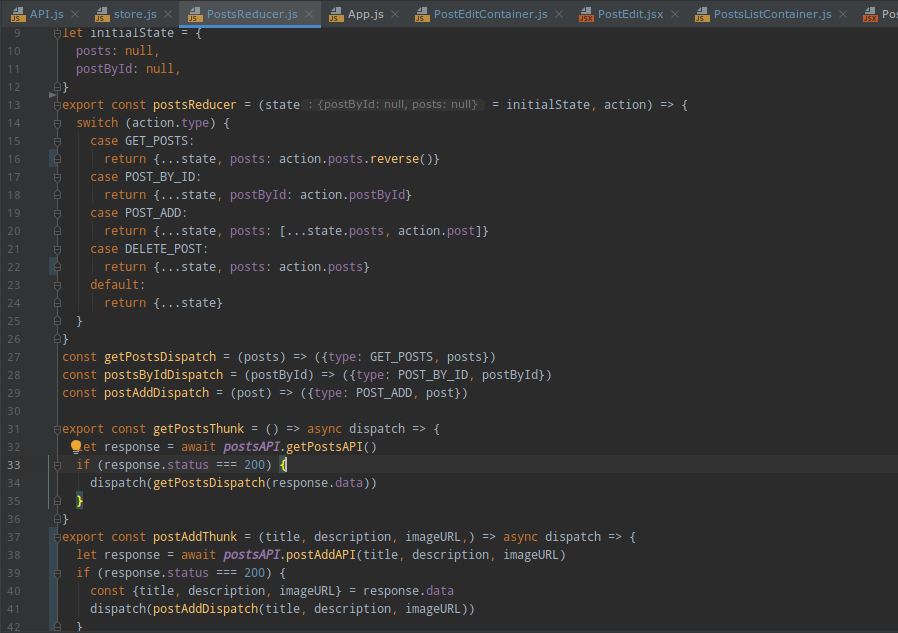 API.js store.js PostsReducer.js App.js PostEditContainer.js PostEdit.jsx PostsListContainer.js Pos
9 let initialState = {
10 posts: null,
11 postById: null,
12 }
13 export const postsReducer = (state : {postById: null, posts: null} = initialState, action) => {
14 switch (action.type) {
15 case GET_POSTS:
16 return {...state, posts: action.posts.reverse()}
17 case POST_BY_ID:
18 return {...state, postById: action.postById}
19 case POST_ADD:
20 return {...state, posts: [...state.posts, action.post]}
21 case DELETE_POST:
22 return {...state, posts: action.posts}
23 default:
24 return {...state}
25 }
26 }
27 const getPostsDispatch = (posts) => ({type: GET_POSTS, posts})
28 const postsByIdDispatch = (postById) => ({type: POST_BY_ID, postById})
29 const postAddDispatch = (post) => ({type: POST_ADD, post})
30
31 export const getPostsThunk = () => async dispatch => {
32 let response = await postsAPI.getPostsAPI()
33 if (response.status === 200) {
34 dispatch(getPostsDispatch(response.data))
35 }
36 }
37 export const postAddThunk = (title, description, imageURL,) => async dispatch => {
38 let response = await postsAPI.postAddAPI(title, description, imageURL)
39 if (response.status === 200) {
40 const {title, description, imageURL} = response.data
41 dispatch(postAddDispatch(title, description, imageURL))
42 }